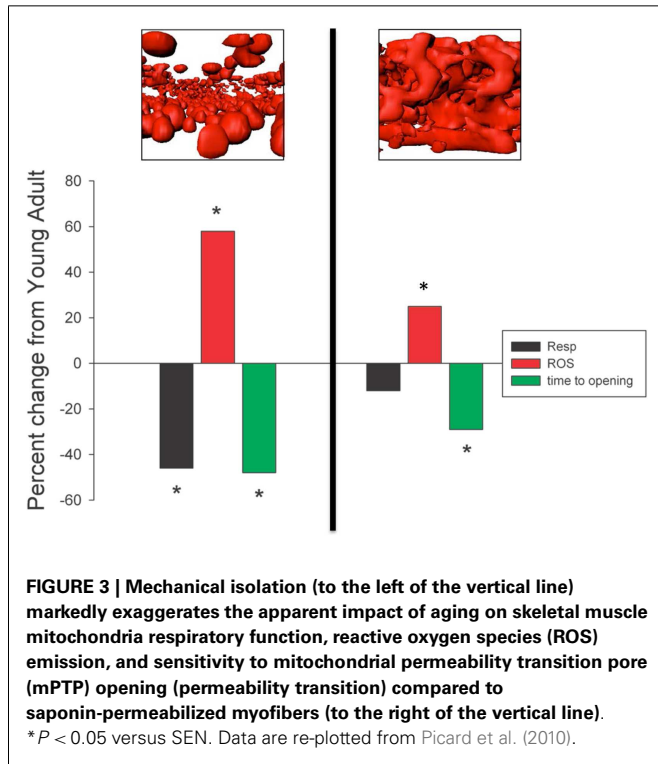 80
60
40
20
0
-20
-40
-60
Percent change from Young Adult
*
*
*
*
*
Resp
ROS
time to opening
FIGURE 3 | Mechanical isolation (to the left of the vertical line)
markedly exaggerates the apparent impact of aging on skeletal muscle
mitochondria respiratory function, reactive oxygen species (ROS)
emission, and sensitivity to mitochondrial permeability transition pore
(mPTP) opening (permeability transition) compared to
saponin-permeabilized myofibers (to the right of the vertical line).
*P < 0.05 versus SEN. Data are re-plotted from Picard et al. (2010).